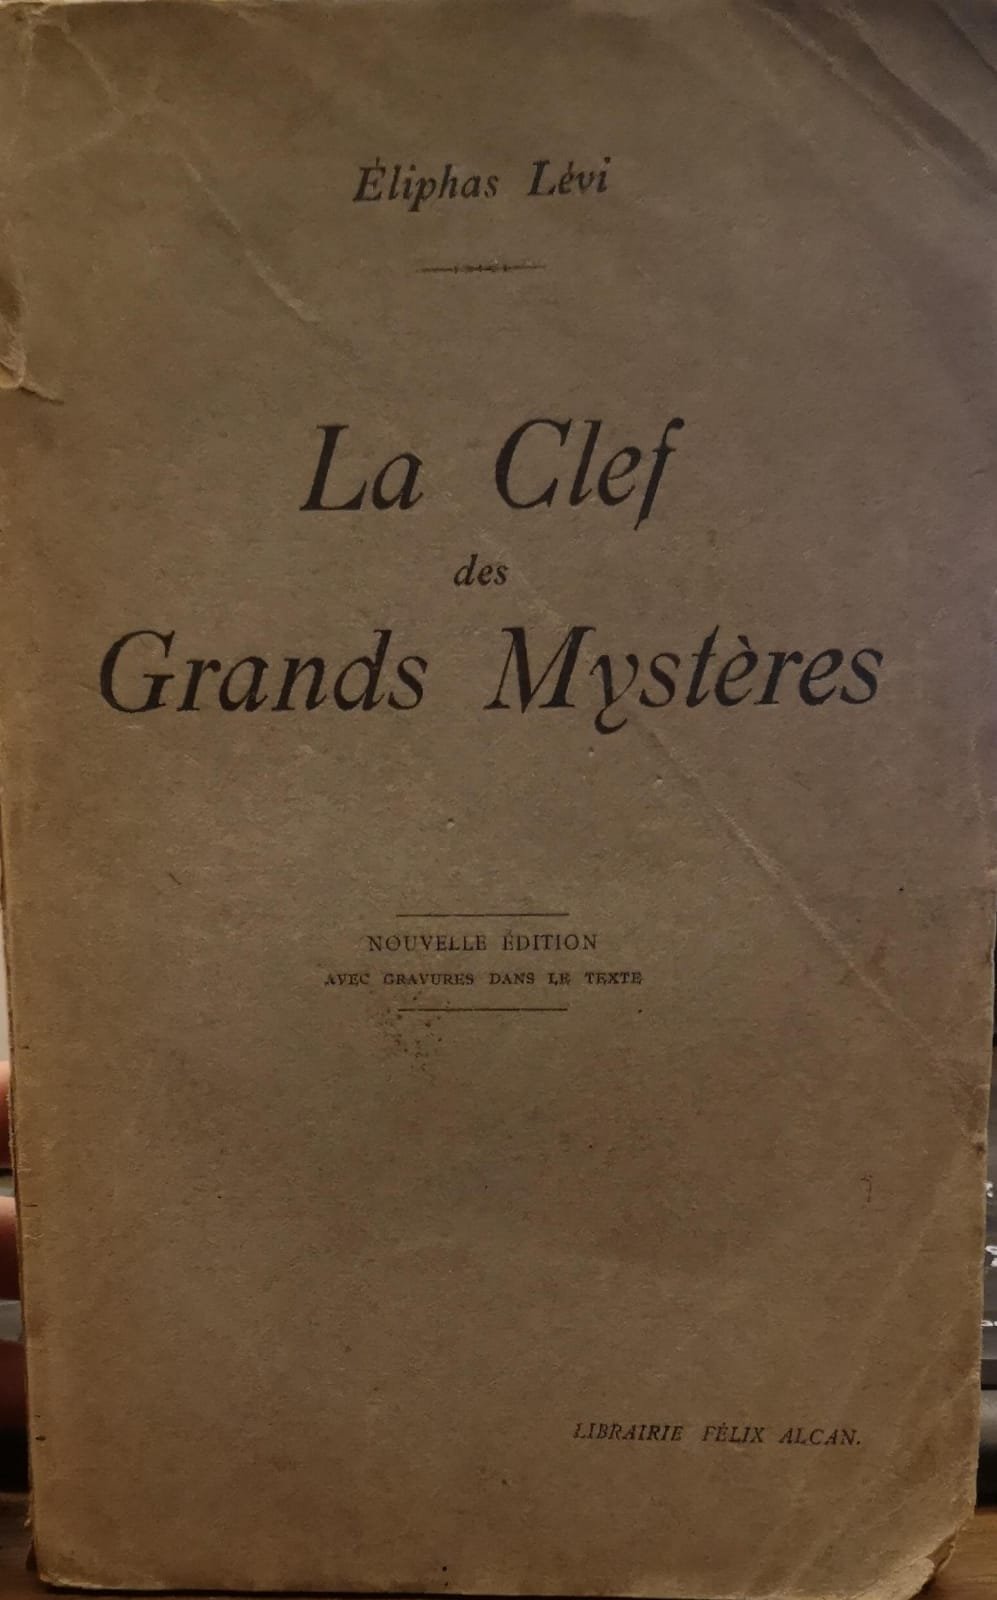 Éliphas Lévi
La Clef
des
Grands Mystères
NOUVELLE ÉDITION
AVEC GRAVURES DANS LE TEXTE
LIBRAIRIE FÉLIX ALCAN.